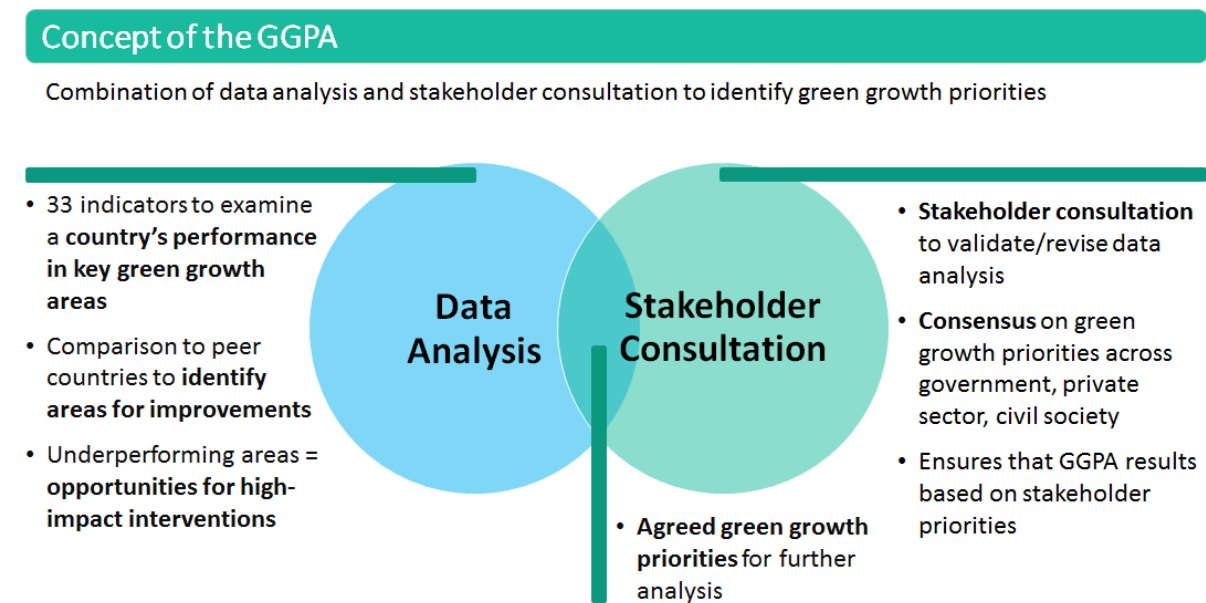 Concept of the GGPA
Combination of data analysis and stakeholder consultation to identify green growth priorities
• 33 indicators to examine
a country's performance
in key green growth
areas
• Comparison to peer
countries to identify
areas for improvements
• Underperforming areas =
opportunities for high-
impact interventions
Data
Analysis
Stakeholder
Consultation
• Agreed green growth
priorities for further
analysis
• Stakeholder consultation
to validate/revise data
analysis
• Consensus on green
growth priorities across
government, private
sector, civil society
• Ensures that GGPA results
based on stakeholder
priorities